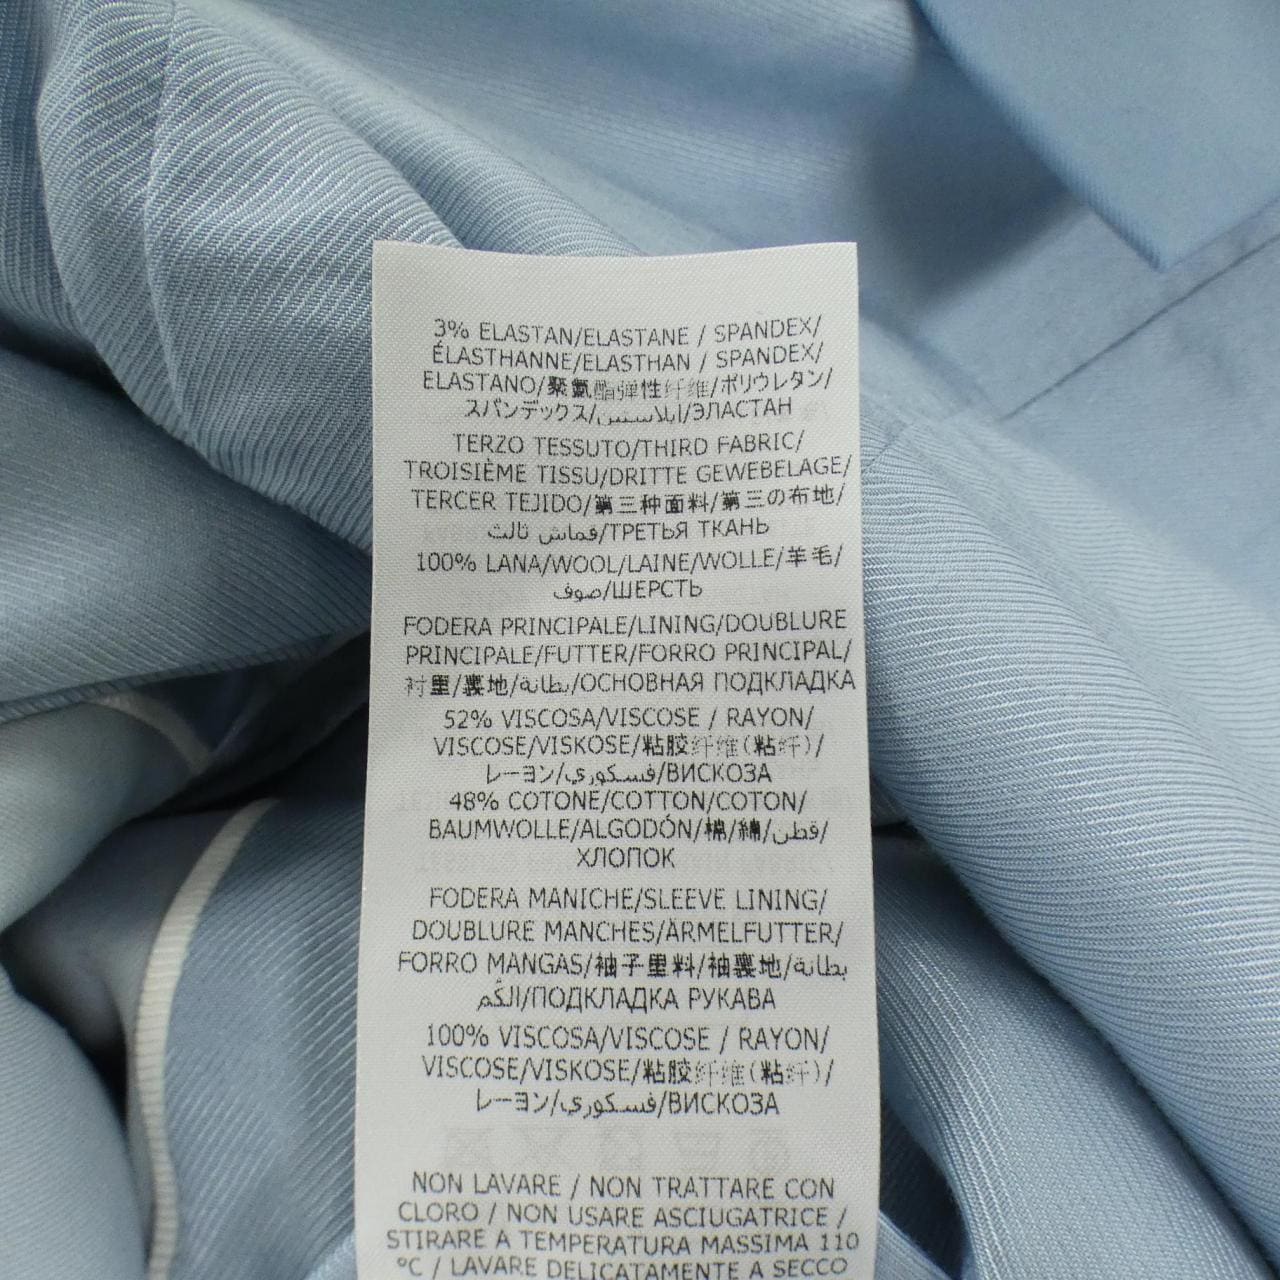 3% ELASTAN/ELASTANE / SPANDEX/
ÉLASTHANNE/ELASTHAN / SPANDEX/
ELASTANO/聚氨酯弹性纤维/ポリウレタン/
スパンデックス/إيلاستين/ЭЛАСТАН
TERZO TESSUTO/THIRD FABRIC/
TROISIÈME TISSU/DRITTE GEWEBELAGE/
TERCER TEJIDO/第三种面料/第三の布地/
قماش ثالث/ТРЕТЬЯ ТКАНЬ
100% LANA/WOOL/LAINE/WOLLE/羊毛/
صوف/ШЕРСТЬ
FODERA PRINCIPALE/LINING/DOUBLURE
PRINCIPALE/FUTTER/FORRO PRINCIPAL/
衬里/裏地/بطانة/ОСНОВНАЯ ПОДКЛАДКА
52% VISCOSA/VISCOSE / RAYON/
VISCOSE/VISKOSE/粘胶纤维(粘纤)/
レーヨン/فسكوري/ВИСКОЗА
48% COTONE/COTTON/COTON/
BAUMWOLLE/ALGODÓN/棉/綿/قطن/
ХЛОПОК
FODERA MANICHE/SLEEVE LINING/
DOUBLURE MANCHES/ÄRMELFUTTER/
FORRO MANGAS/袖子里料/袖裏地/بطانة
الكُم/ПОДКЛАДКА РУКАВА
100% VISCOSA/VISCOSE / RAYON/
VISCOSE/VISKOSE/粘胶纤维(粘纤)/
レーヨン/فسكوري/ВИСКОЗА
NON LAVARE / NON TRATTARE CON
CLORO / NON USARE ASCIUGATRICE /
STIRARE A TEMPERATURA MASSIMA 110
°C / LAVARE DELICATAMENTE A SECCO